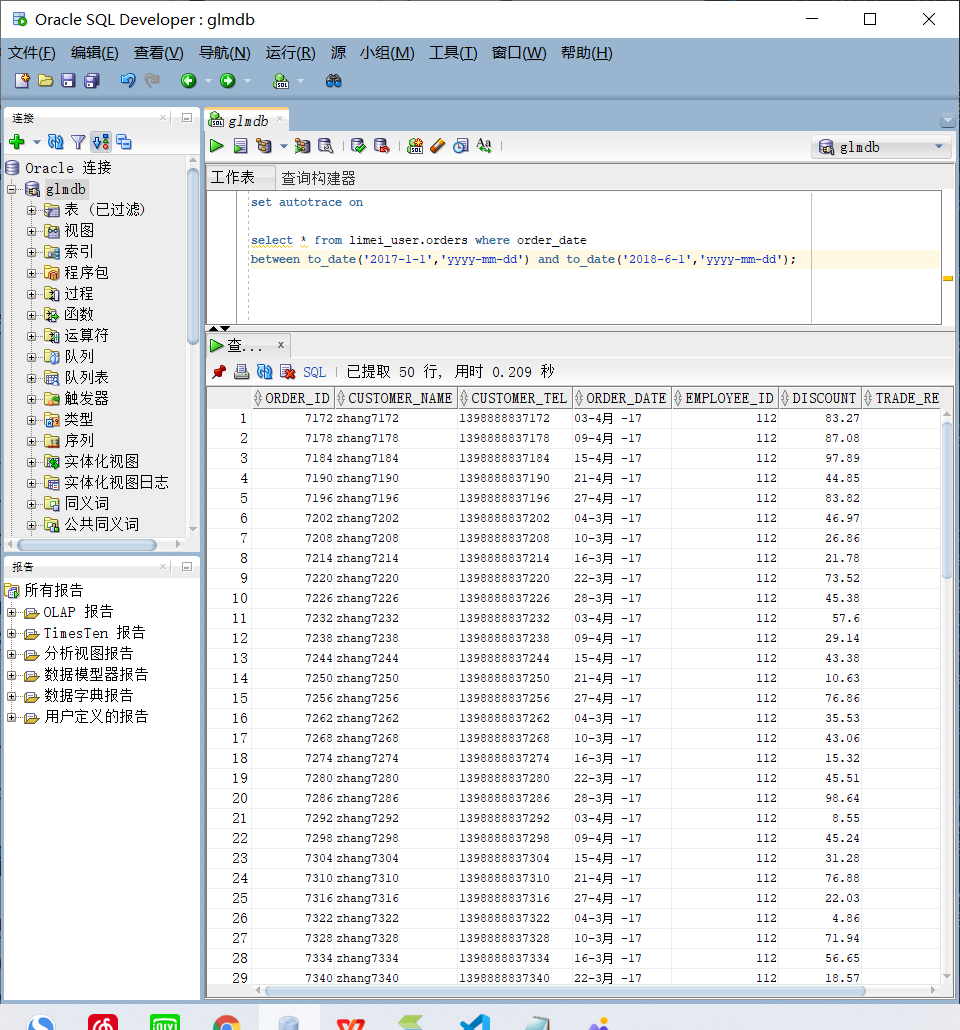 Oracle SQL Developer : glmdb
文件(F) 编辑(E) 查看(V) 导航(N) 运行(R) 源 小组(M) 工具(T) 窗口(W) 帮助(H)
连接
Oracle 连接
glmdb
表 (已过滤)
视图
索引
程序包
过程
函数
运算符
队列
队列表
触发器
类型
序列
实体化视图
实体化视图日志
同义词
公共同义词
报告
所有报告
OLAP 报告
TimesTen 报告
分析视图报告
数据模型器报告
数据字典报告
用户定义的报告
glmdb
glmdb
工作表 查询构建器
set autotrace on
select * from limei_user.orders where order_date
between to_date('2017-1-1','yyyy-mm-dd') and to_date('2018-6-1','yyyy-mm-dd');
查...
SQL | 已提取 50 行, 用时 0.209 秒
ORDER_ID CUSTOMER_NAME CUSTOMER_TEL ORDER_DATE EMPLOYEE_ID DISCOUNT TRADE_RE
1 7172 zhang7172 1398888837172 03-4月 -17 112 83.27
2 7178 zhang7178 1398888837178 09-4月 -17 112 87.08
3 7184 zhang7184 1398888837184 15-4月 -17 112 97.89
4 7190 zhang7190 1398888837190 21-4月 -17 112 44.85
5 7196 zhang7196 1398888837196 27-4月 -17 112 83.82
6 7202 zhang7202 1398888837202 04-3月 -17 112 46.97
7 7208 zhang7208 1398888837208 10-3月 -17 112 26.86
8 7214 zhang7214 1398888837214 16-3月 -17 112 21.78
9 7220 zhang7220 1398888837220 22-3月 -17 112 73.52
10 7226 zhang7226 1398888837226 28-3月 -17 112 45.38
11 7232 zhang7232 1398888837232 03-4月 -17 112 57.6
12 7238 zhang7238 1398888837238 09-4月 -17 112 29.14
13 7244 zhang7244 1398888837244 15-4月 -17 112 43.38
14 7250 zhang7250 1398888837250 21-4月 -17 112 10.63
15 7256 zhang7256 1398888837256 27-4月 -17 112 76.86
16 7262 zhang7262 1398888837262 04-3月 -17 112 35.53
17 7268 zhang7268 1398888837268 10-3月 -17 112 43.06
18 7274 zhang7274 1398888837274 16-3月 -17 112 15.32
19 7280 zhang7280 1398888837280 22-3月 -17 112 45.51
20 7286 zhang7286 1398888837286 28-3月 -17 112 98.64
21 7292 zhang7292 1398888837292 03-4月 -17 112 8.55
22 7298 zhang7298 1398888837298 09-4月 -17 112 45.24
23 7304 zhang7304 1398888837304 15-4月 -17 112 31.28
24 7310 zhang7310 1398888837310 21-4月 -17 112 76.88
25 7316 zhang7316 1398888837316 27-4月 -17 112 22.03
26 7322 zhang7322 1398888837322 04-3月 -17 112 4.86
27 7328 zhang7328 1398888837328 10-3月 -17 112 71.94
28 7334 zhang7334 1398888837334 16-3月 -17 112 56.65
29 7340 zhang7340 1398888837340 22-3月 -17 112 18.57